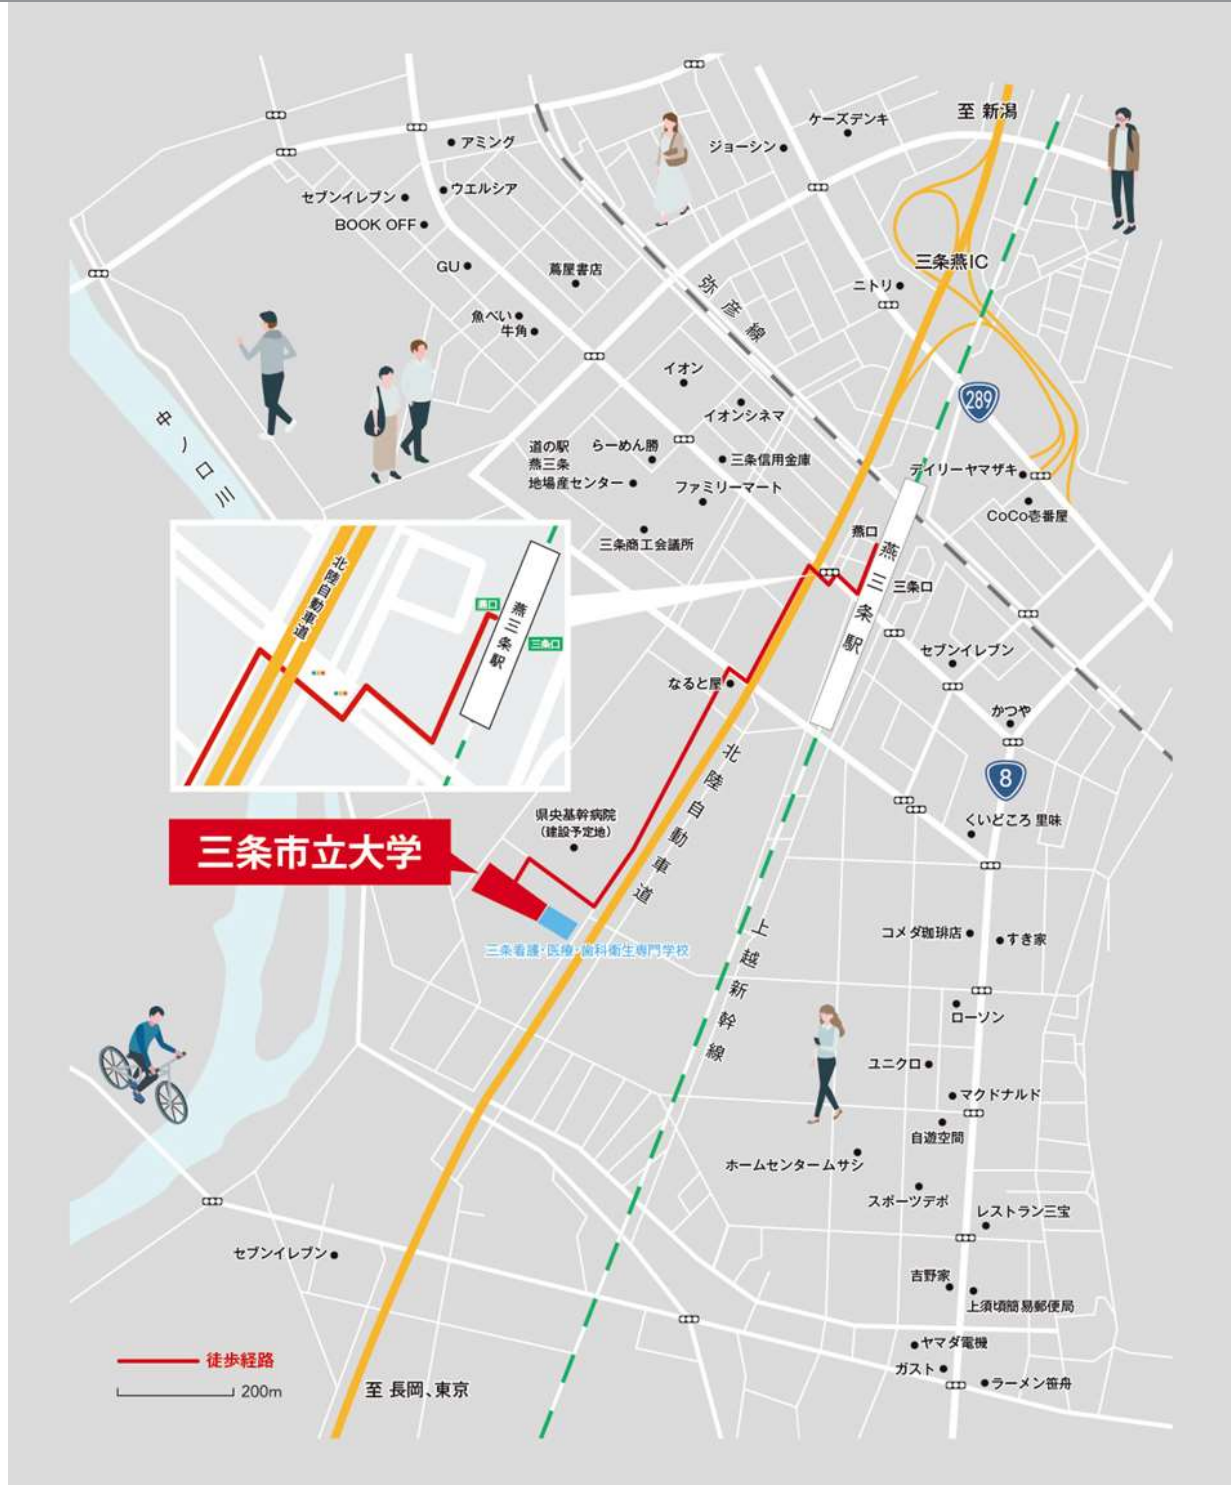 至 新潟
ケーズデンキ
ジョーシン
アミング
ウエルシア
セブンイレブン
BOOK OFF
GU
蔦屋書店
三条燕IC
ニトリ
弥彦線
魚べい
牛角
イオン
イオンシネマ
289
中ノ口川
道の駅
燕三条
地場産センター
らーめん勝
三条信用金庫
ファミリーマート
デイリーヤマザキ
CoCo壱番屋
三条商工会議所
燕口
燕三条駅
三条口
北陸自動車道
燕口
燕三条駅
三条口
セブンイレブン
なると屋
かつや
8
北陸自動車道
県央基幹病院
(建設予定地)
くいどころ 里味
三条市立大学
三条看護・医療・歯科衛生専門学校
上越新幹線
コメダ珈琲店
すき家
ローソン
ユニクロ
マクドナルド
自遊空間
ホームセンタームサシ
スポーツデポ
レストラン三宝
セブンイレブン
吉野家
上須頃簡易郵便局
ヤマダ電機
ガスト
ラーメン笹舟
徒歩経路
200m
至 長岡、東京